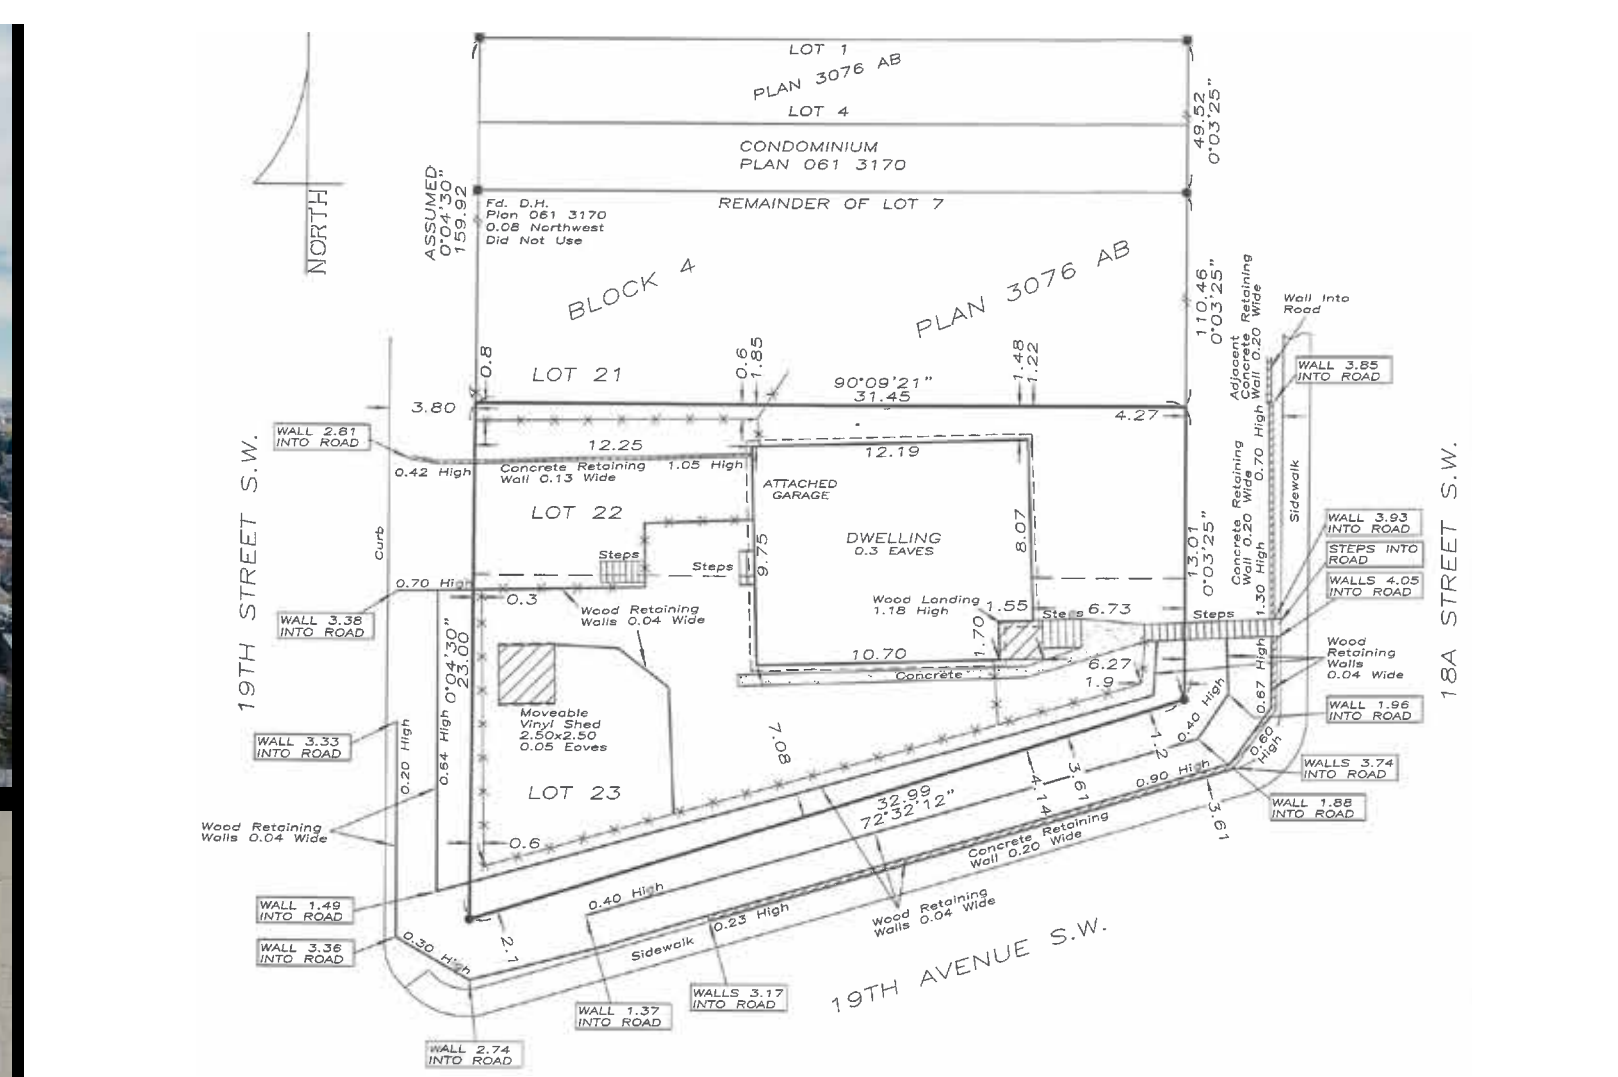 LOT 1
PLAN 3076 AB
LOT 4
CONDOMINIUM
PLAN 061 3170
49.52
0°03'25"
NORTH
ASSUMED
0°04'30"
159.92
Fd. D.H.
Plan 061 3170
0.08 Northwest
Did Not Use
REMAINDER OF LOT 7
BLOCK 4
PLAN 3076 AB
110.46
0°03'25"
Adjacent
Concrete Retaining
Wall 0.20 Wide
Wall Into
Road
WALL 3.85
INTO ROAD
0.8
LOT 21
0.6
1.85
90°09'21"
31.45
1.48
1.22
3.80
4.27
WALL 2.81
INTO ROAD
12.25
0.42 High
Concrete Retaining
Wall 0.13 Wide
1.05 High
12.19
ATTACHED
GARAGE
LOT 22
DWELLING
0.3 EAVES
9.75
8.07
13.01
0°03'25"
Concrete Retaining
Wall 0.20 Wide
0.70 High
1.30 High
Sidewalk
18A STREET S.W.
19TH STREET S.W.
Curb
WALL 3.93
INTO ROAD
STEPS INTO
ROAD
WALLS 4.05
INTO ROAD
Steps
Steps
0.70 High
0.3
WALL 3.38
INTO ROAD
Wood Retaining
Walls 0.04 Wide
Wood Landing
1.18 High
1.55
Steps
6.73
Steps
1.70
0°04'30"
23.00
10.70
Concrete
6.27
1.9
0.67 High
Wood
Retaining
Walls
0.04 Wide
WALL 1.96
INTO ROAD
Moveable
Vinyl Shed
2.50x2.50
0.05 Eaves
WALL 3.33
INTO ROAD
0.20 High
0.64 High
7.08
0.40 High
1.2
0.60
High
WALLS 3.74
INTO ROAD
LOT 23
32.99
72°32'12"
4.14
3.61
0.90 High
3.61
WALL 1.88
INTO ROAD
Wood Retaining
Walls 0.04 Wide
0.6
Concrete Retaining
Wall 0.20 Wide
0.40 High
WALL 1.49
INTO ROAD
0.23 High
Wood Retaining
Walls 0.04 Wide
WALL 3.36
INTO ROAD
0.30 High
2.7
Sidewalk
19TH AVENUE S.W.
WALLS 3.17
INTO ROAD
WALL 1.37
INTO ROAD
WALL 2.74
INTO ROAD